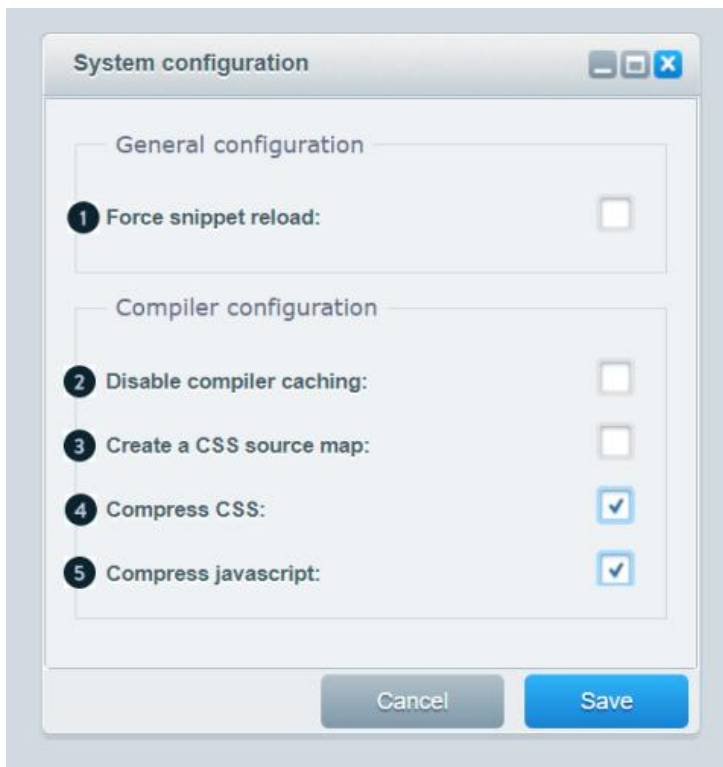 System configuration
General configuration
1 Force snippet reload:
Compiler configuration
2 Disable compiler caching:
3 Create a CSS source map:
4 Compress CSS:
5 Compress javascript:
Cancel Save